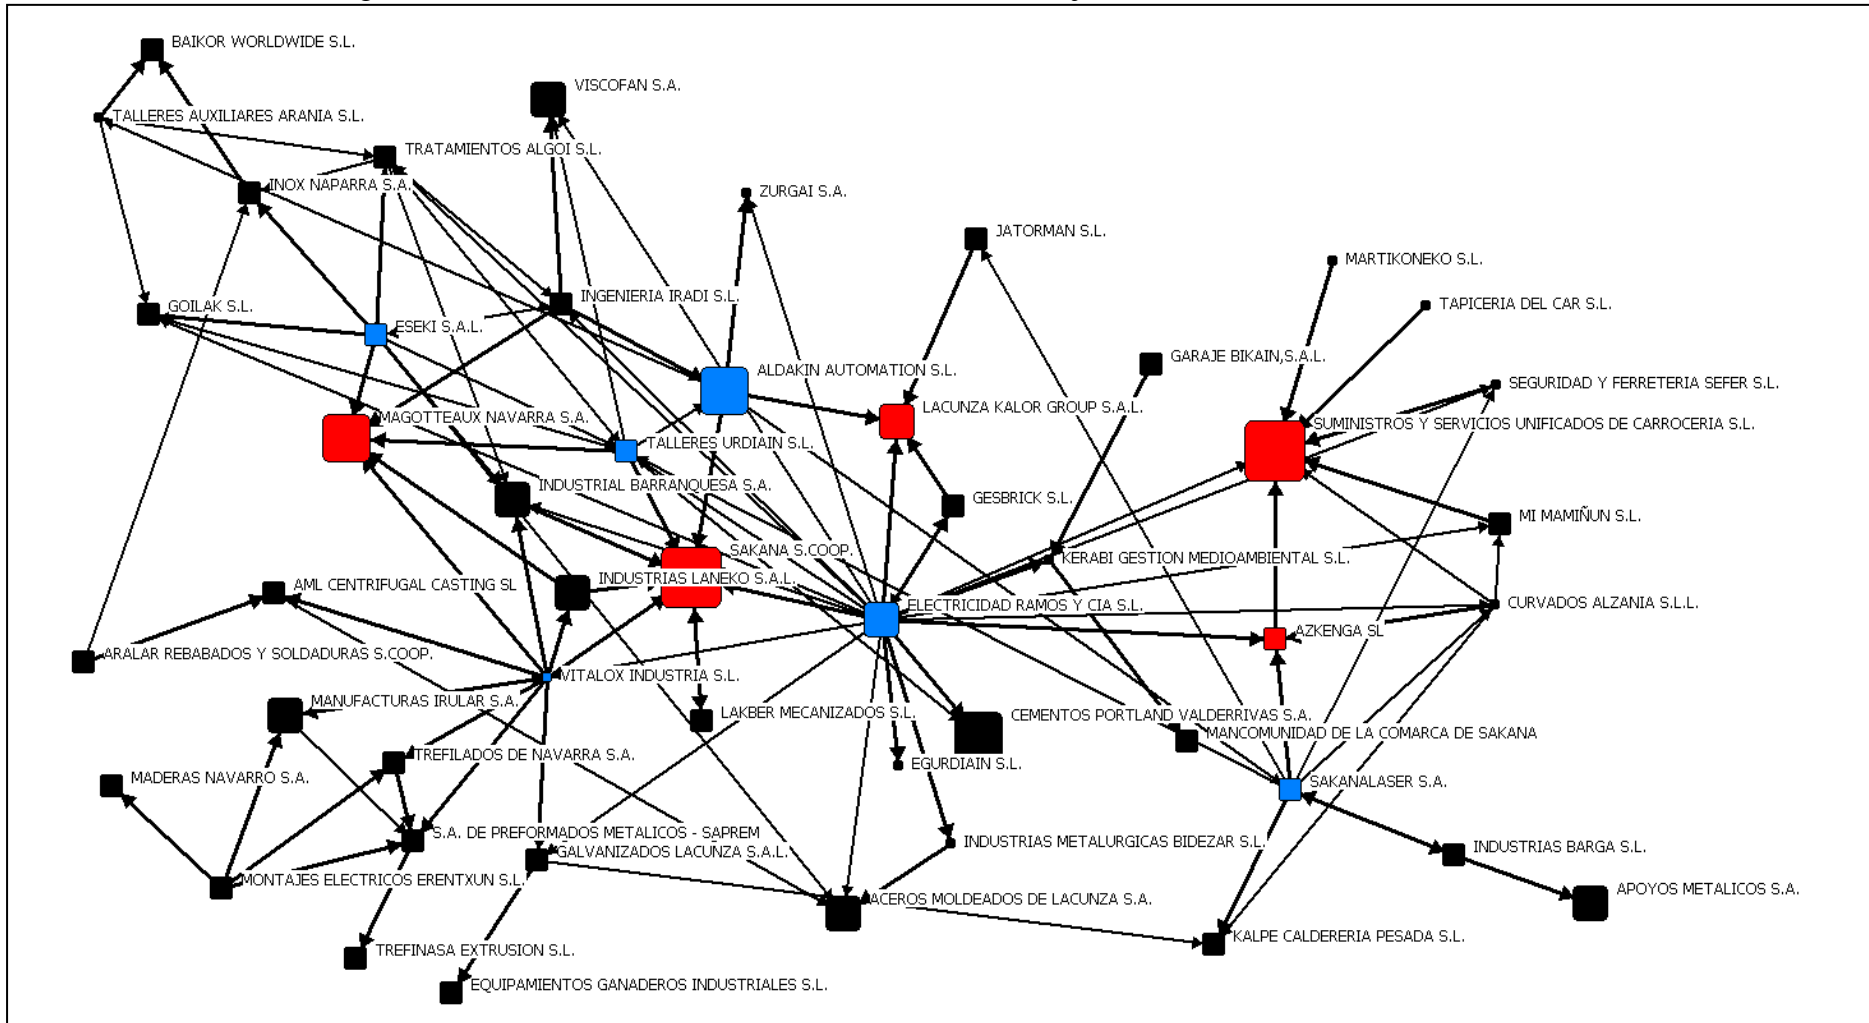 BAIKOR WORLDWIDE S.L.
VISCOFAN S.A.
TALLERES AUXILIARES ARANIA S.L.
TRATAMIENTOS ALGOI S.L.
INOX NAPARRA S.A.
ZURGAI S.A.
JATORMAN S.L.
MARTIKONEKO S.L.
INGENIERIA IRADI S.L.
TAPICERIA DEL CAR S.L.
GOILAK S.L.
ESEKI S.A.L.
GARAJE BIKAIN,S.A.L.
ALDAKIN AUTOMATION S.L.
SEGURIDAD Y FERRETERIA SEFER S.L.
LACUNZA KALOR GROUP S.A.L.
MAGOTTEAUX NAVARRA S.A.
SUMINISTROS Y SERVICIOS UNIFICADOS DE CARROCERIA S.L.
TALLERES URDIAIN S.L.
INDUSTRIAL BARRANQUESA S.A.
GESBRICK S.L.
MI MAMIÑUN S.L.
SAKANA S.COOP.
KERABI GESTION MEDIOAMBIENTAL S.L.
AML CENTRIFUGAL CASTING SL
INDUSTRIAS LANEKO S.A.L.
ELECTRICIDAD RAMOS Y CIA S.L.
CURVADOS ALZANIA S.L.L.
AZKENGA SL
ARALAR REBABADOS Y SOLDADURAS S.COOP.
VITALOX INDUSTRIA S.L.
MANUFACTURAS IRULAR S.A.
LAKBER MECANIZADOS S.L.
CEMENTOS PORTLAND VALDERRIVAS S.A.
MANCOMUNIDAD DE LA COMARCA DE SAKANA
TREFILADOS DE NAVARRA S.A.
EGURDIAIN S.L.
MADERAS NAVARRO S.A.
SAKANALASER S.A.
S.A. DE PREFORMADOS METALICOS - SAPREM
INDUSTRIAS METALURGICAS BIDEZAR S.L.
INDUSTRIAS BARGA S.L.
GALVANIZADOS LACUNZA S.A.L.
MONTAJES ELECTRICOS ERENTXUN S.L.
APOYOS METALICOS S.A.
ACEROS MOLDEADOS DE LACUNZA S.A.
KALPE CALDERERIA PESADA S.L.
TREFINASA EXTRUSION S.L.
EQUIPAMIENTOS GANADEROS INDUSTRIALES S.L.